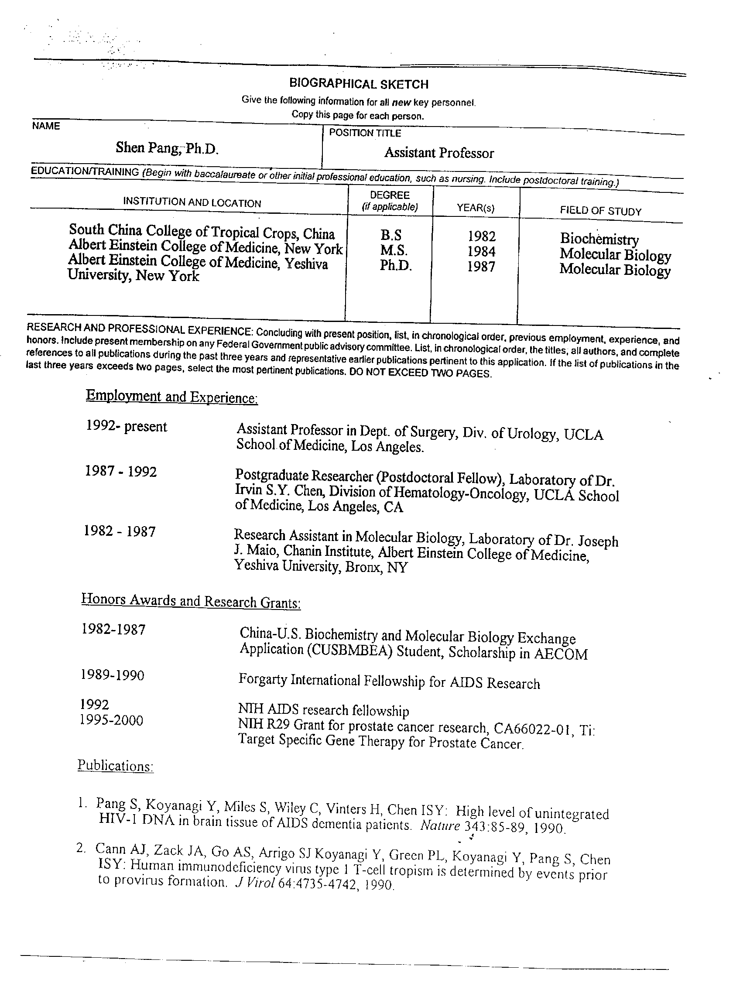 BIOGRAPHICAL SKETCH
Give the following information for all new key personnel.
Copy this page for each person.
NAME
Shen Pang, Ph.D.
POSITION TITLE
Assistant Professor
EDUCATION/TRAINING (Begin with baccalaureate or other initial professional education, such as nursing. Include postdoctoral training.)
INSTITUTION AND LOCATION
DEGREE
(if applicable)
YEAR(s)
FIELD OF STUDY
South China College of Tropical Crops, China B.S 1982 Biochemistry
Albert Einstein College of Medicine, New York M.S. 1984 Molecular Biology
Albert Einstein College of Medicine, Yeshiva Ph.D. 1987 Molecular Biology
University, New York
RESEARCH AND PROFESSIONAL EXPERIENCE: Concluding with present position, list, in chronological order, previous employment, experience, and
honors. Include present membership on any Federal Government public advisory committee. List, in chronological order, the titles, all authors, and complete
references to all publications during the past three years and representative earlier publications pertinent to this application. If the list of publications in the
last three years exceeds two pages, select the most pertinent publications. DO NOT EXCEED TWO PAGES.
Employment and Experience:
1992- present Assistant Professor in Dept. of Surgery, Div. of Urology, UCLA
School of Medicine, Los Angeles.
1987 - 1992 Postgraduate Researcher (Postdoctoral Fellow), Laboratory of Dr.
Irvin S.Y. Chen, Division of Hematology-Oncology, UCLA School
of Medicine, Los Angeles, CA
1982 - 1987 Research Assistant in Molecular Biology, Laboratory of Dr. Joseph
J. Maio, Chanin Institute, Albert Einstein College of Medicine,
Yeshiva University, Bronx, NY
Honors Awards and Research Grants:
1982-1987 China-U.S. Biochemistry and Molecular Biology Exchange
Application (CUSBMBEA) Student, Scholarship in AECOM
1989-1990 Forgarty International Fellowship for AIDS Research
1992 NIH AIDS research fellowship
1995-2000 NIH R29 Grant for prostate cancer research, CA66022-01, Ti:
Target Specific Gene Therapy for Prostate Cancer.
Publications:
1. Pang S, Koyanagi Y, Miles S, Wiley C, Vinters H, Chen ISY: High level of unintegrated
HIV-1 DNA in brain tissue of AIDS dementia patients. Nature 343:85-89, 1990.
2. Cann AJ, Zack JA, Go AS, Arrigo SJ Koyanagi Y, Green PL, Koyanagi Y, Pang S, Chen
ISY: Human immunodeficiency virus type 1 T-cell tropism is determined by events prior
to provirus formation. J Virol 64:4735-4742, 1990.